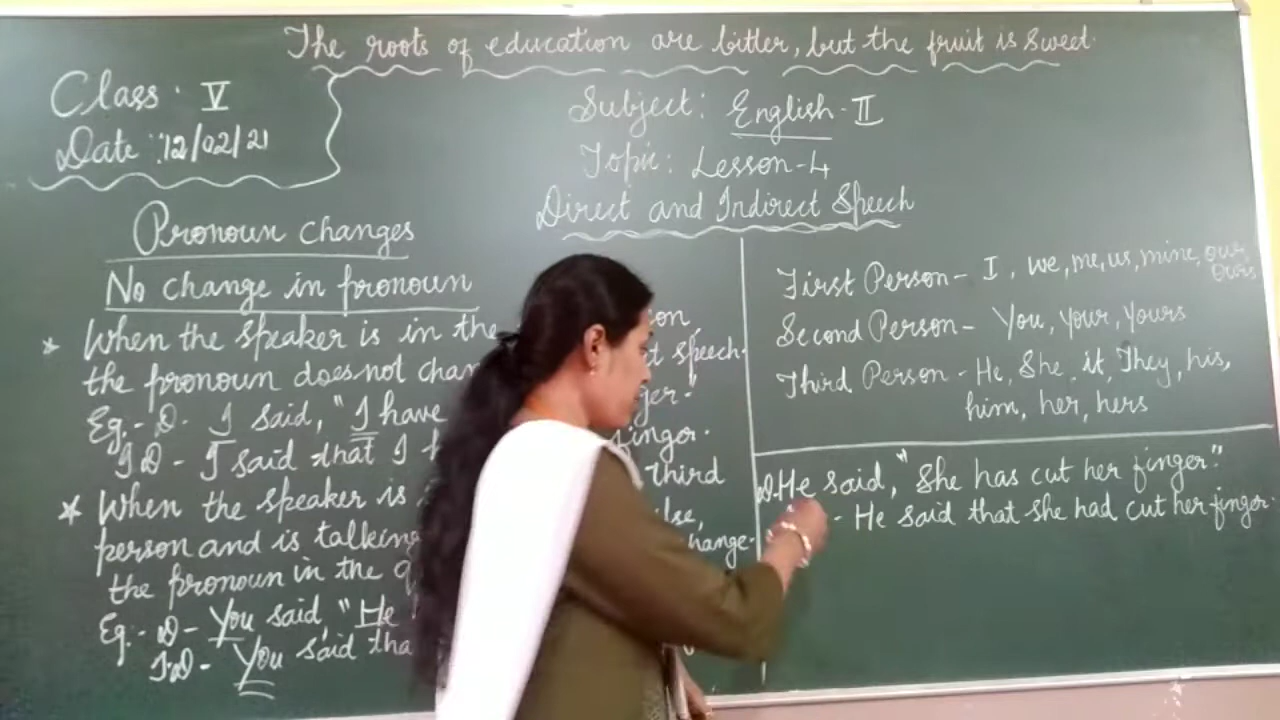 The roots of education are bitter, but the fruit is sweet.
Class : V
Date : 12/02/21
Subject : English - II
Topic : Lesson - 4
Direct and Indirect Speech
Pronoun changes
No change in pronoun
* When the speaker is in the
the pronoun does not speech.
Eg:- D. I said, "I have
I D - I said that I finger.
* When the speaker is third
person and is talking
the pronoun in the
Eg:- D - You said, "He
I.D - You said
First Person - I, we, me, us, mine, our,
ours
Second Person - You, your, yours
Third Person - He, She, it, They, his,
him, her, hers
D. He said, "She has cut her finger."
- He said that she had cut her finger.